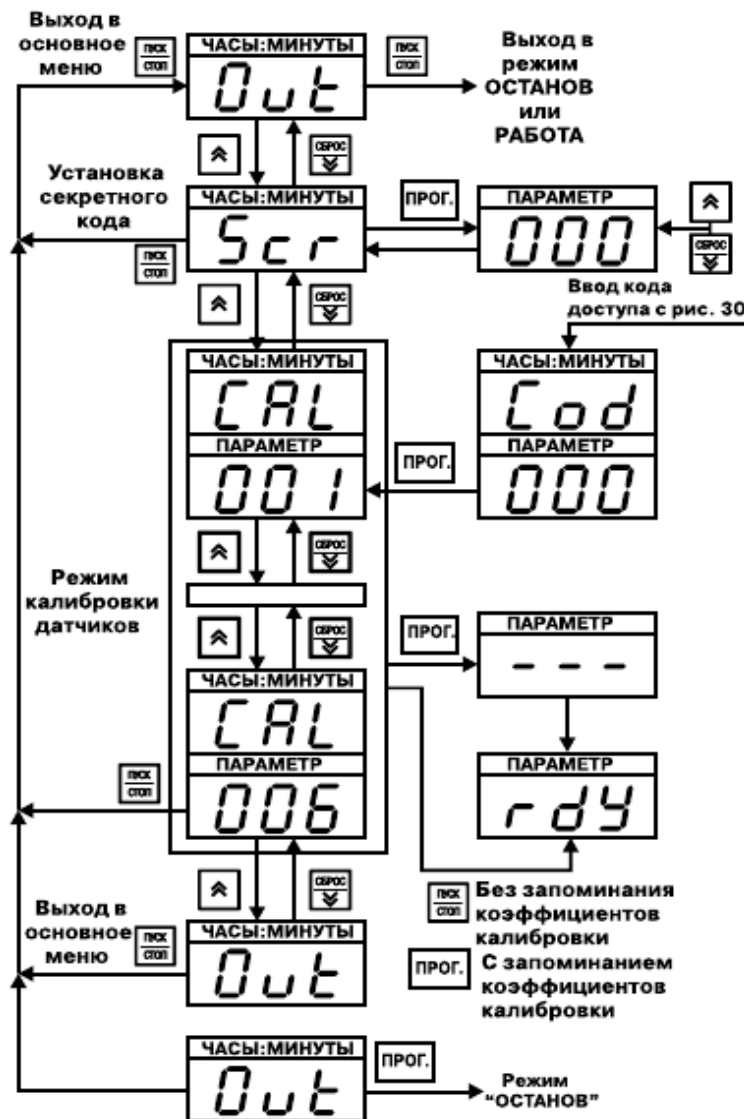 Выход в
основное
меню
ПУСК
СТОП
ЧАСЫ:МИНУТЫ
Out
ПУСК
СТОП
Выход в
режим
ОСТАНОВ
или
РАБОТА
СБРОС
Установка
секретного
кода
ПУСК
СТОП
ЧАСЫ:МИНУТЫ
Scr
ПРОГ.
ПАРАМЕТР
000
СБРОС
СБРОС
Ввод кода
доступа с рис. 30
ЧАСЫ:МИНУТЫ
CAL
ПАРАМЕТР
001
ПРОГ.
ЧАСЫ:МИНУТЫ
Cod
ПАРАМЕТР
000
СБРОС
Режим
калибровки
датчиков
СБРОС
ПРОГ.
ПАРАМЕТР
---
ЧАСЫ:МИНУТЫ
CAL
ПАРАМЕТР
006
ПУСК
СТОП
ПАРАМЕТР
rdY
СБРОС
ПУСК
СТОП
Без запоминания
коэффициентов
калибровки
ПРОГ.
С запоминанием
коэффициентов
калибровки
Выход в
основное
меню
ПУСК
СТОП
ЧАСЫ:МИНУТЫ
Out
ЧАСЫ:МИНУТЫ
Out
ПРОГ.
Режим
"ОСТАНОВ"